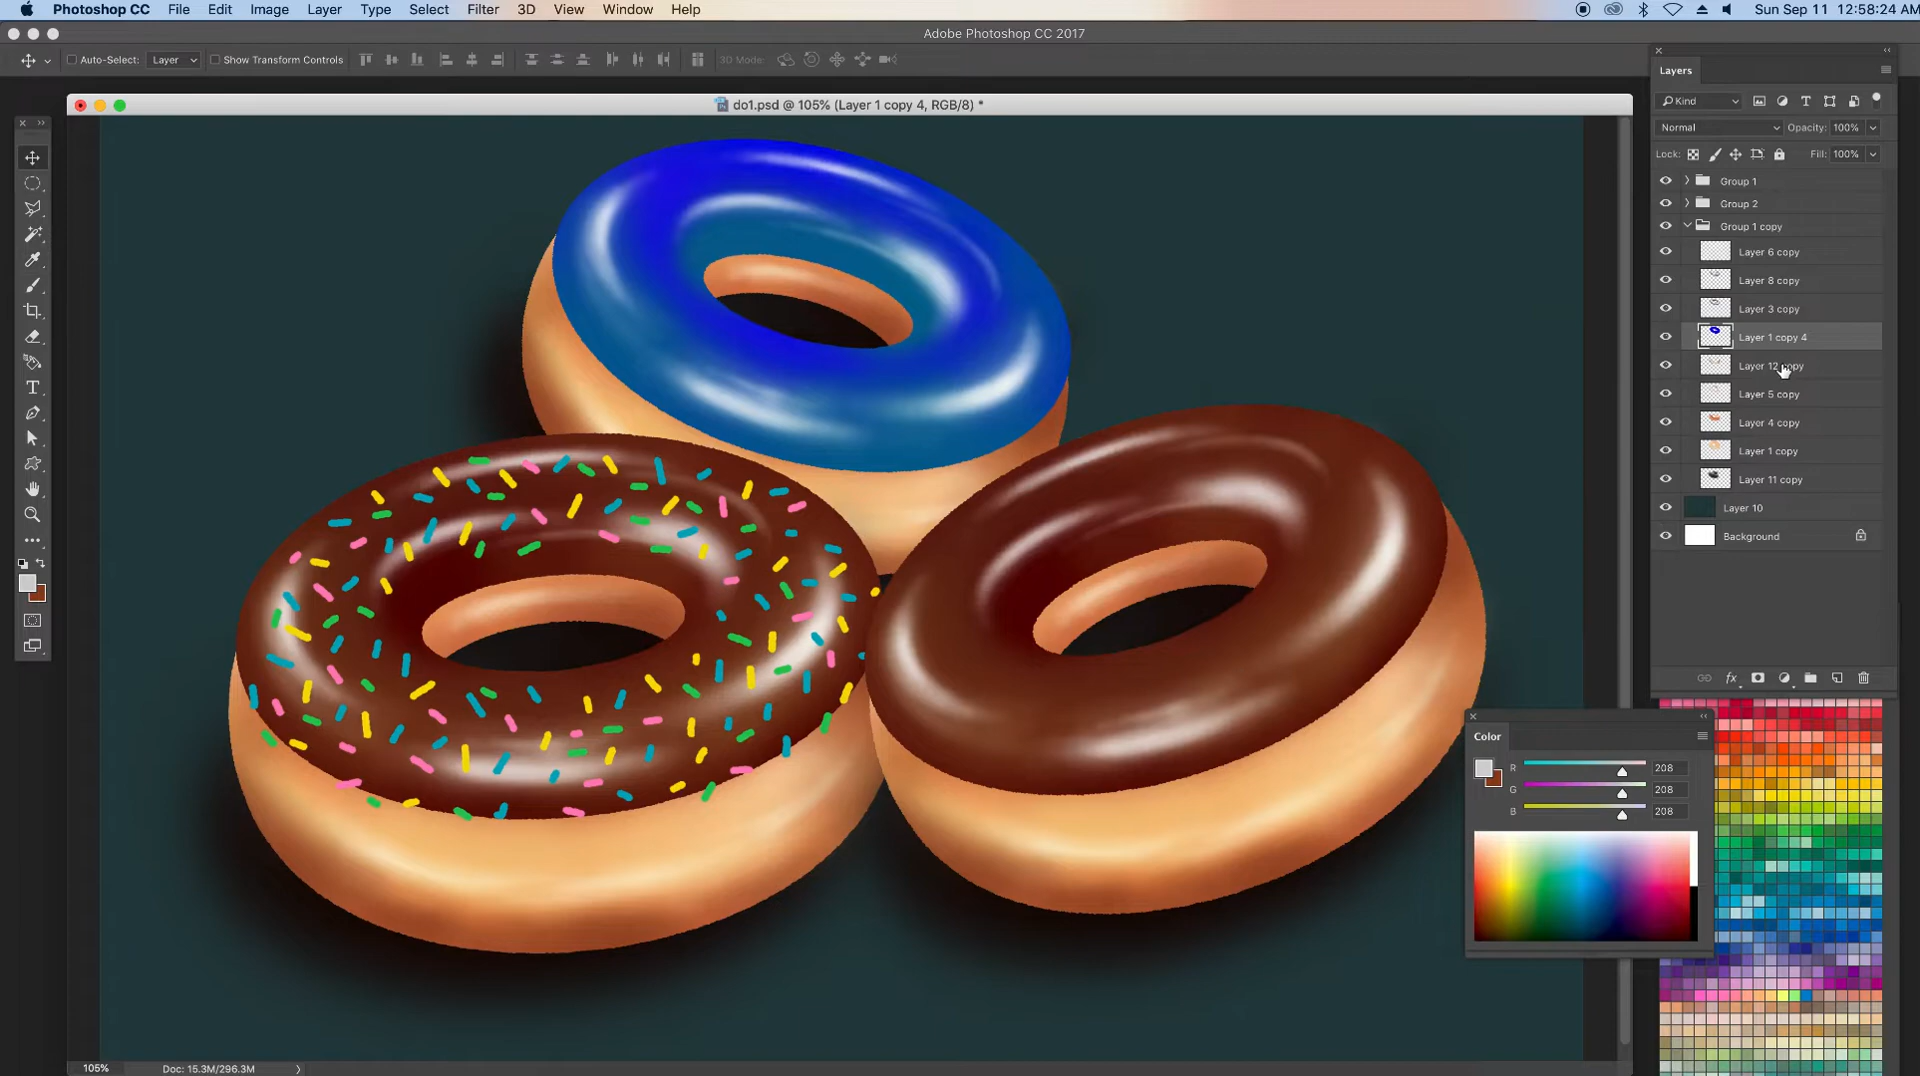 Photoshop CC File Edit Image Layer Type Select Filter 3D View Window Help Sun Sep 11 12:58:24 AM
Adobe Photoshop CC 2017
Auto-Select: Layer Show Transform Controls 3D Mode:
do1.psd @ 105% (Layer 1 copy 4, RGB/8) *
Layers
Kind
Normal Opacity: 100%
Lock: Fill: 100%
Group 1
Group 2
Group 1 copy
Layer 6 copy
Layer 8 copy
Layer 3 copy
Layer 1 copy 4
Layer 12 copy
Layer 5 copy
Layer 4 copy
Layer 1 copy
Layer 11 copy
Layer 10
Background
fx
Color
R 208
G 208
B 208
105% Doc: 15.3M/296.3M